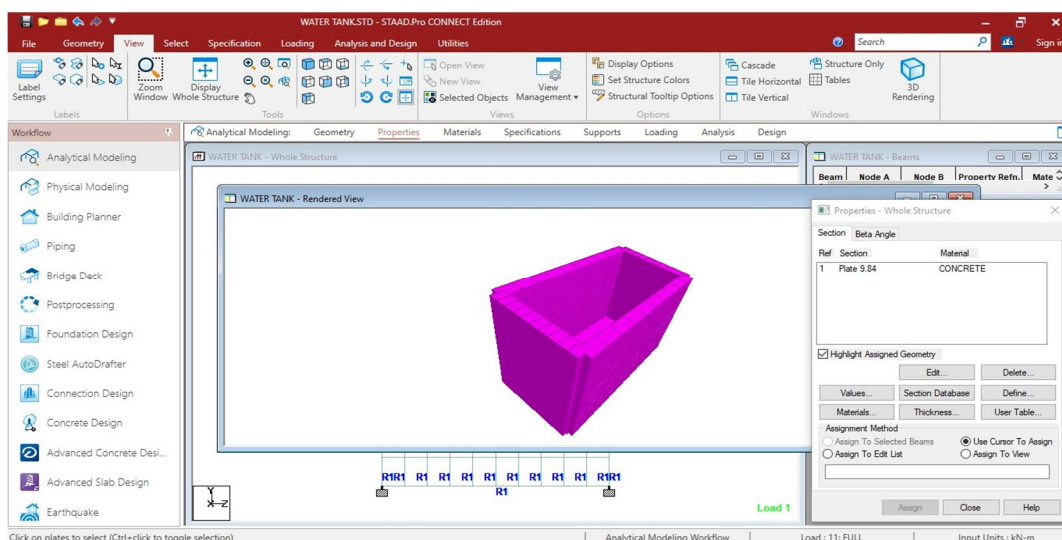 WATER TANK.STD - STAAD.Pro CONNECT Edition
File Geometry View Select Specification Loading Analysis and Design Utilities Search Sign in
Label Settings
Zoom Window
Display Whole Structure
Open View
New View
Selected Objects
View Management
Display Options
Set Structure Colors
Structural Tooltip Options
Cascade
Tile Horizontal
Tile Vertical
Structure Only
Tables
3D Rendering
Labels Tools Views Options Windows
Workflow
Analytical Modeling: Geometry Properties Materials Specifications Supports Loading Analysis Design
Analytical Modeling
Physical Modeling
Building Planner
Piping
Bridge Deck
Postprocessing
Foundation Design
Steel AutoDrafter
Connection Design
Concrete Design
Advanced Concrete Desi...
Advanced Slab Design
Earthquake
WATER TANK - Whole Structure
WATER TANK - Beams
Beam Node A Node B Property Refn. Mate
WATER TANK - Rendered View
R1R1 R1 R1 R1 R1 R1 R1 R1 R1 R1R1
R1
Y
X Z
Load 1
Properties - Whole Structure
Section Beta Angle
Ref Section Material
1 Plate 9.84 CONCRETE
Highlight Assigned Geometry
Edit... Delete...
Values... Section Database Define...
Materials... Thickness... User Table...
Assignment Method
Assign To Selected Beams Use Cursor To Assign
Assign To Edit List Assign To View
Assign Close Help
Click on plates to select (Ctrl+click to toggle selection) Analytical Modeling Workflow Load : 11: FULL Input Units : kN-m